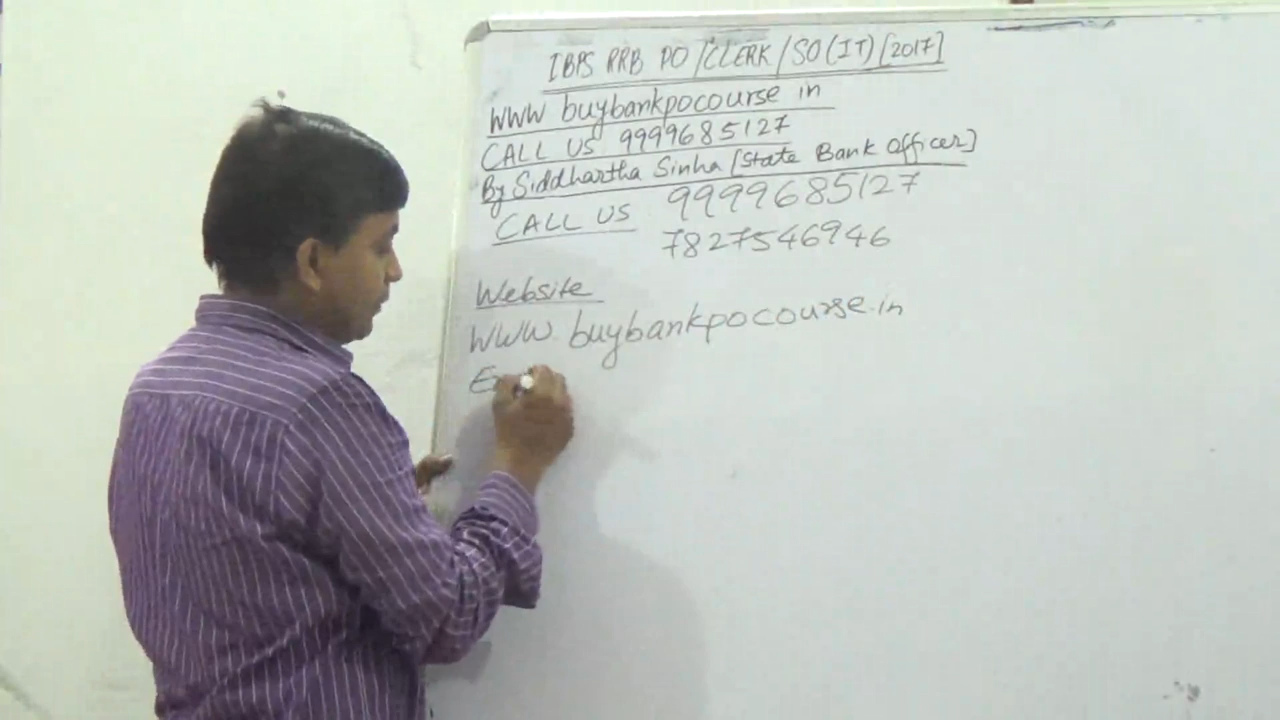 IBPS RRB PO/CLERK/SO(IT)[2017]
WWW buybankpocourse in
CALL US 9999685127
By Siddhartha Sinha [State Bank Officer]
CALL US 9999685127
7827546946
Website
WWW. buybankpocourse.in